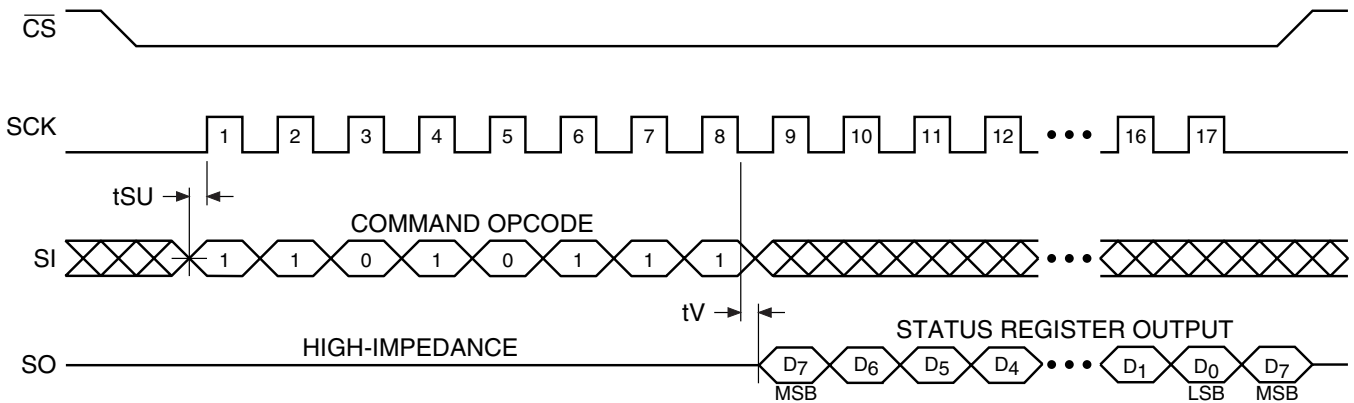 CS
SCK 1 2 3 4 5 6 7 8 9 10 11 12 ••• 16 17
tSU
COMMAND OPCODE
SI 1 1 0 1 0 1 1 1 •••
tV
STATUS REGISTER OUTPUT
HIGH-IMPEDANCE
SO D7 D6 D5 D4 ••• D1 D0 D7
MSB LSB MSB